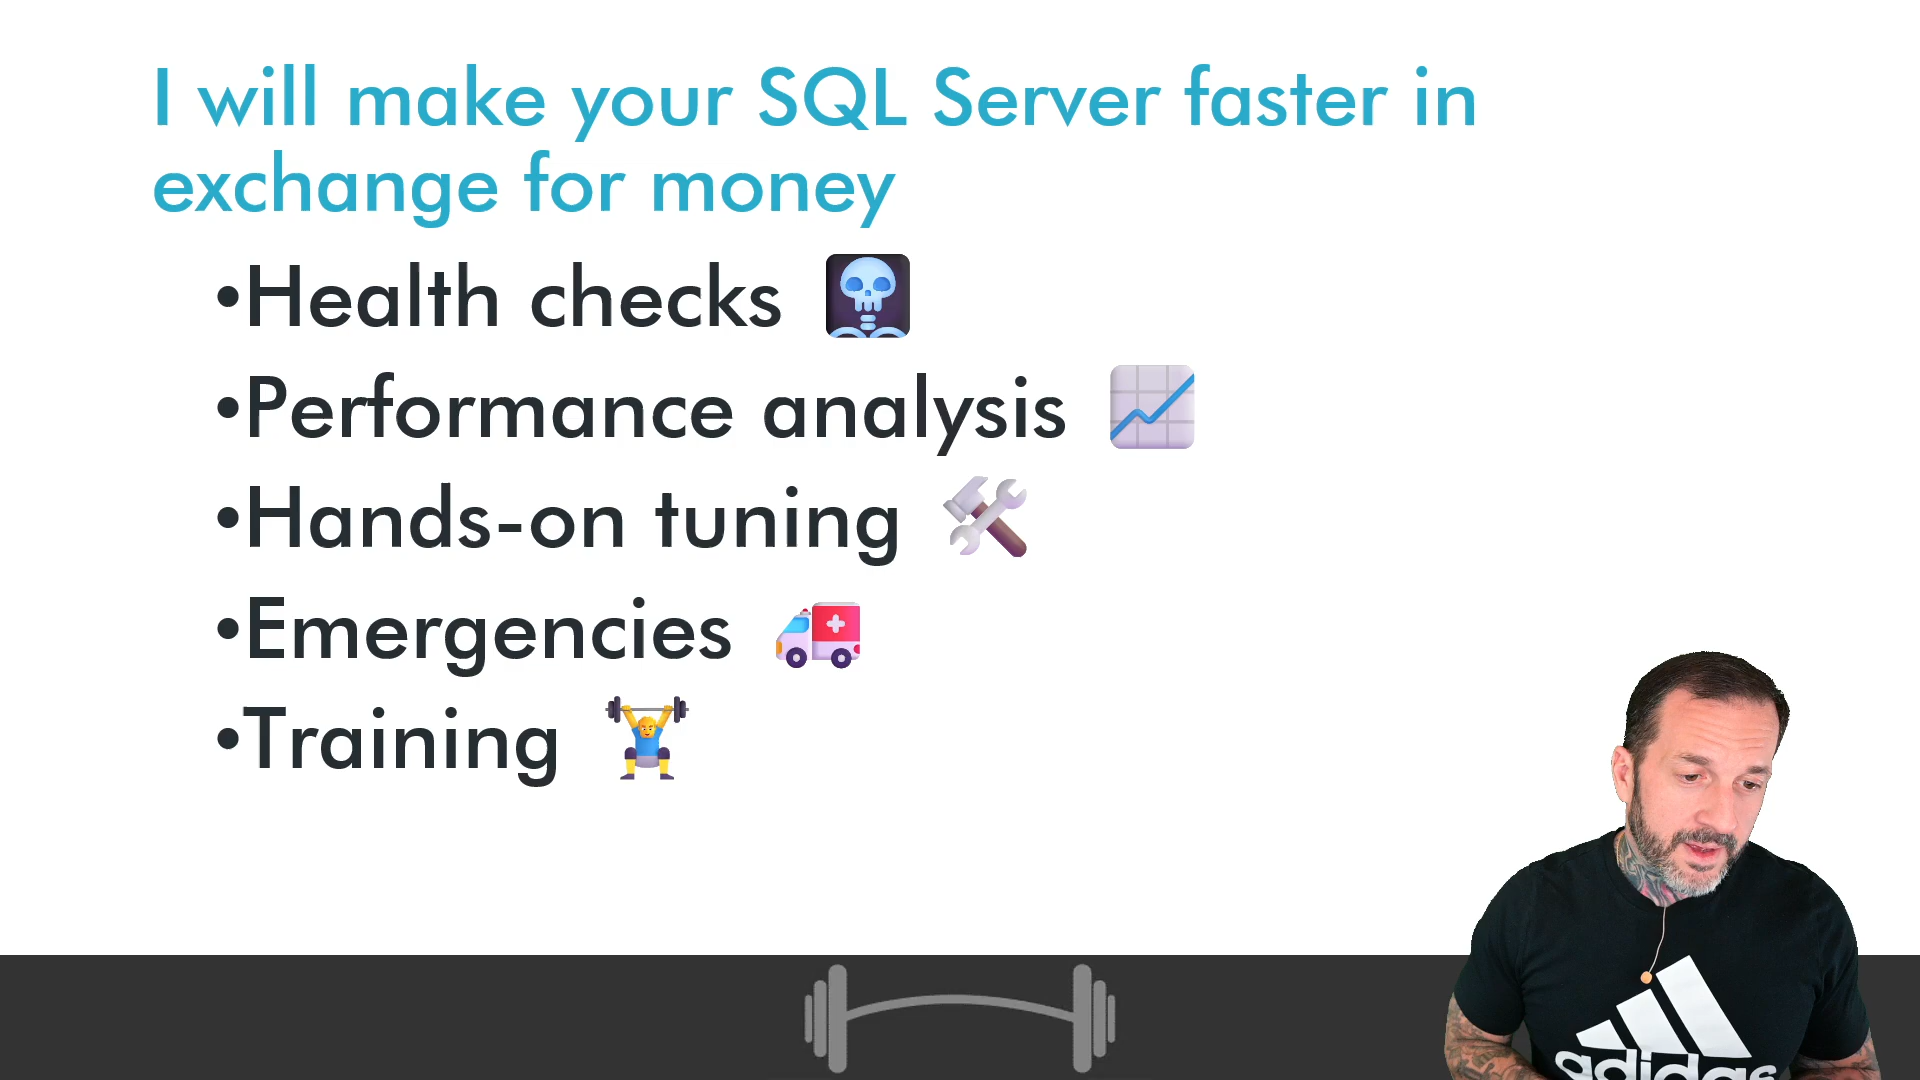 I will make your SQL Server faster in
exchange for money
•Health checks
•Performance analysis
•Hands-on tuning
•Emergencies
•Training
adidas